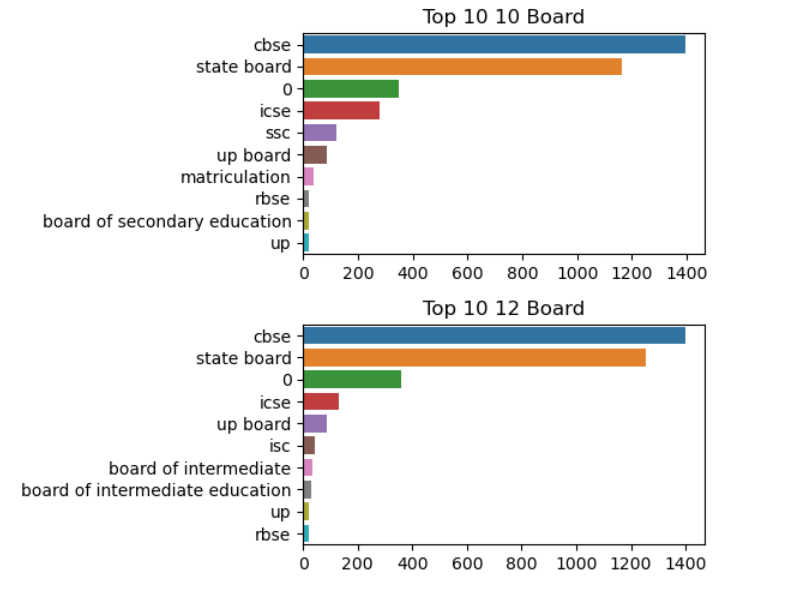 Top 10 10 Board
cbse
state board
0
icse
ssc
up board
matriculation
rbse
board of secondary education
up
0 200 400 600 800 1000 1200 1400
Top 10 12 Board
cbse
state board
0
icse
up board
isc
board of intermediate
board of intermediate education
up
rbse
0 200 400 600 800 1000 1200 1400